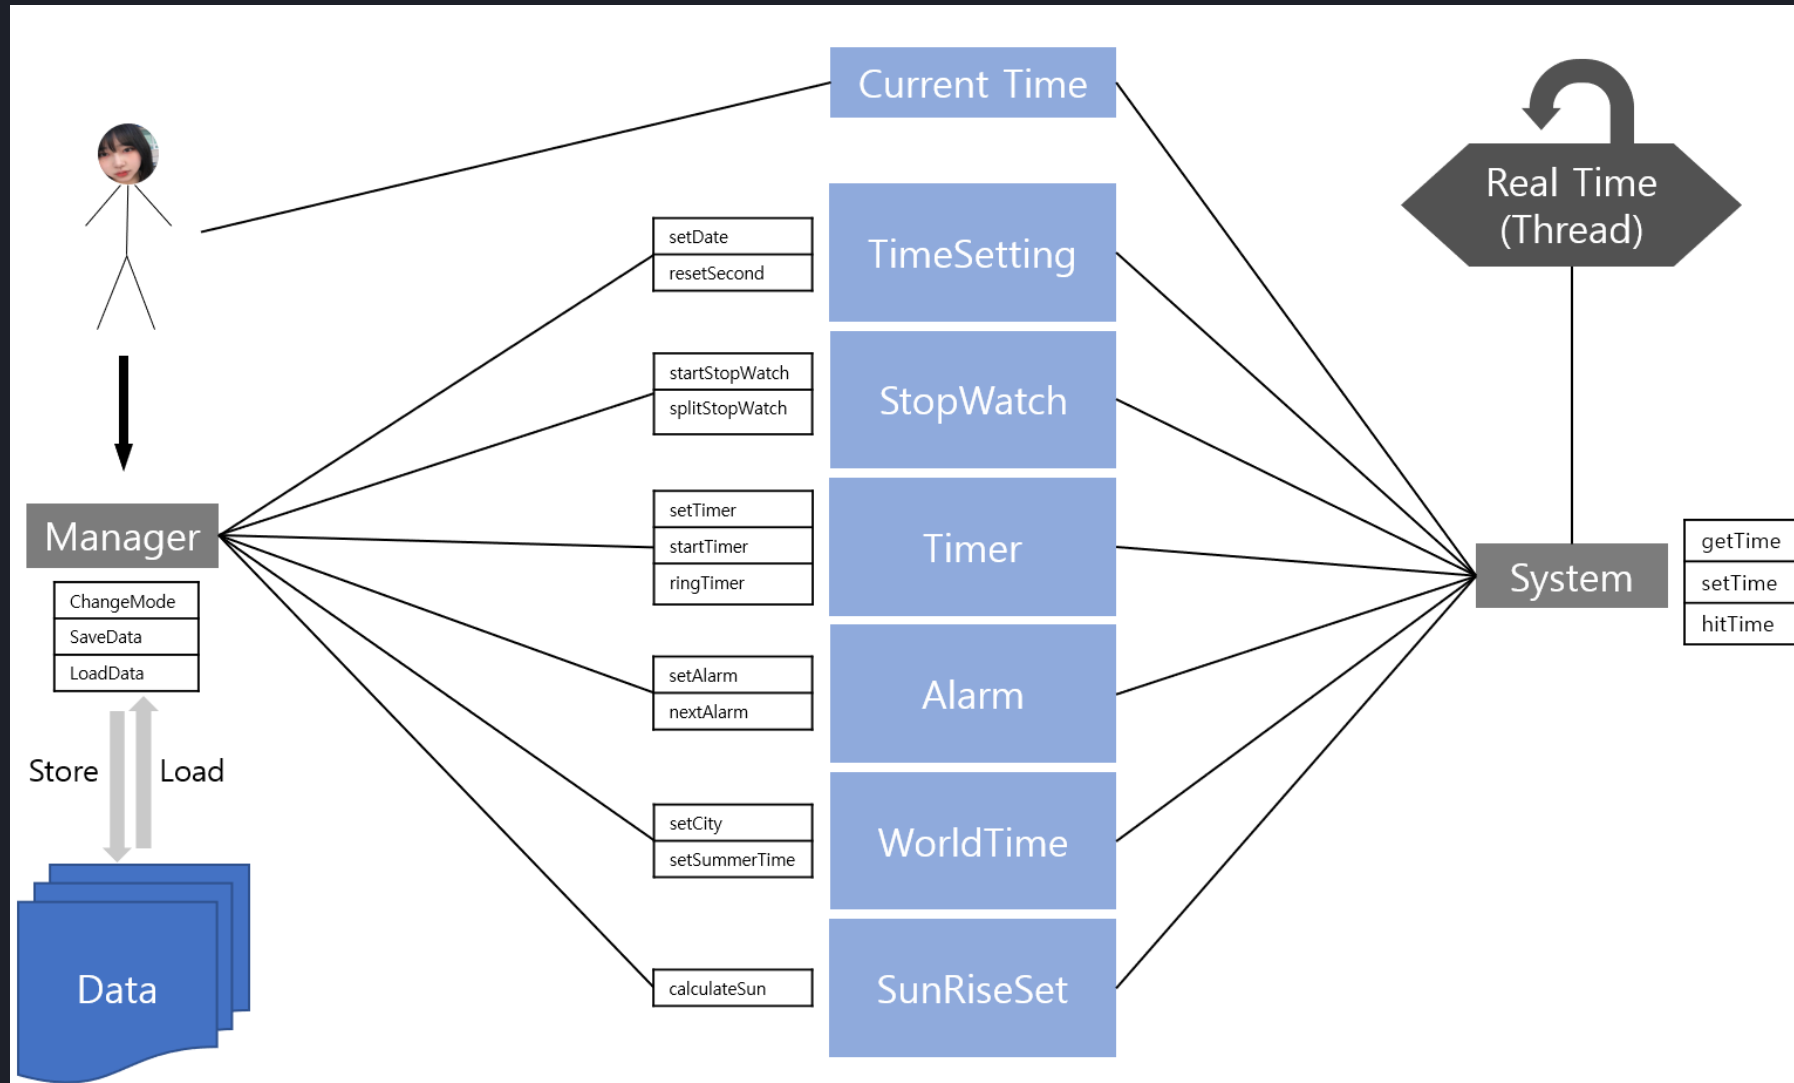 Current Time
Real Time
(Thread)
setDate
resetSecond
TimeSetting
startStopWatch
splitStopWatch
StopWatch
setTimer
startTimer
ringTimer
Timer
Manager
ChangeMode
SaveData
LoadData
System
getTime
setTime
hitTime
setAlarm
nextAlarm
Alarm
Store
Load
setCity
setSummerTime
WorldTime
Data
calculateSun
SunRiseSet